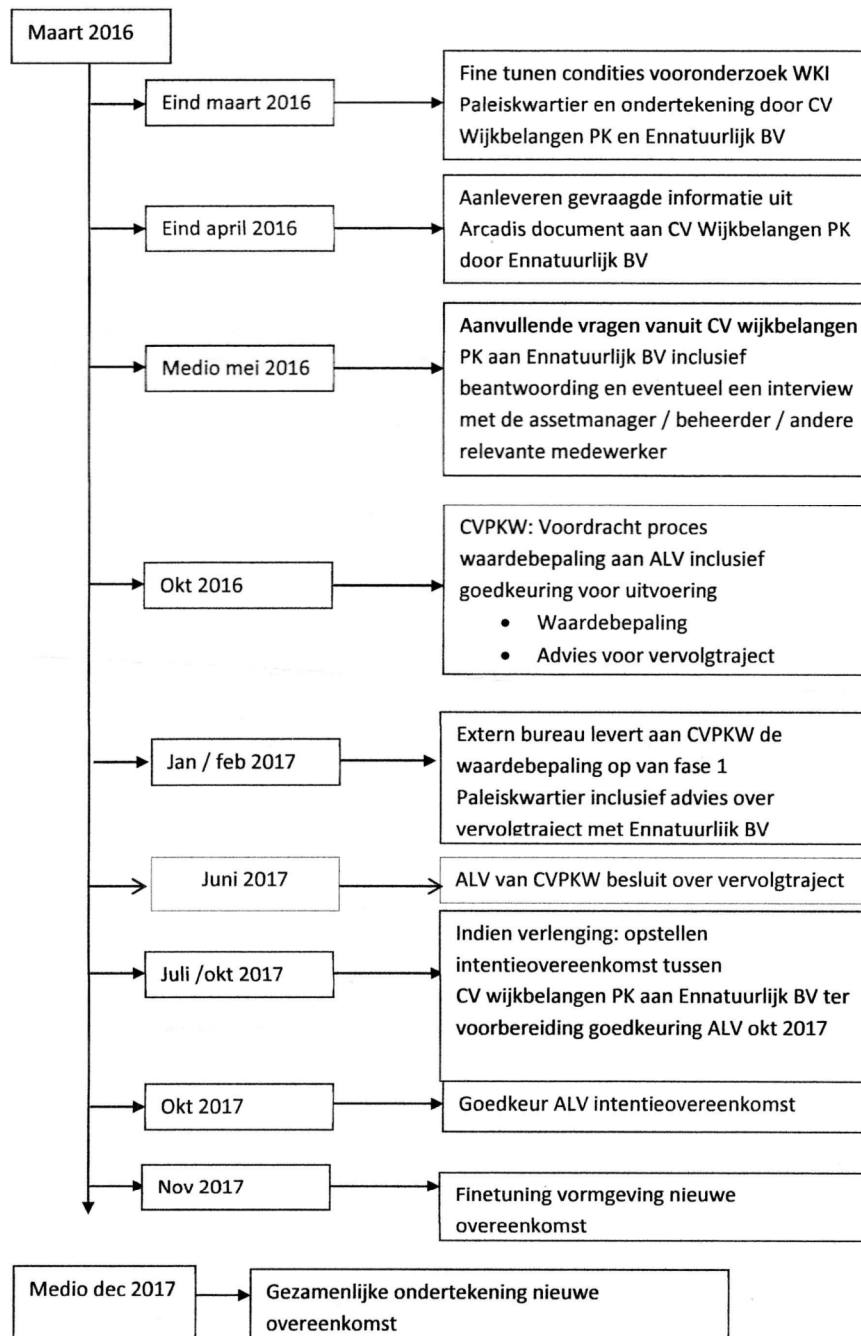 Maart 2016
Eind maart 2016
Fine tunen condities vooronderzoek WKI
Paleiskwartier en ondertekening door CV
Wijkbelangen PK en Ennatuurlijk BV
Eind april 2016
Aanleveren gevraagde informatie uit
Arcadis document aan CV Wijkbelangen PK
door Ennatuurlijk BV
Medio mei 2016
Aanvullende vragen vanuit CV wijkbelangen
PK aan Ennatuurlijk BV inclusief
beantwoording en eventueel een interview
met de assetmanager / beheerder / andere
relevante medewerker
Okt 2016
CVPKW: Voordracht proces
waardebepaling aan ALV inclusief
goedkeuring voor uitvoering
• Waardebepaling
• Advies voor vervolgtraject
Jan / feb 2017
Extern bureau levert aan CVPKW de
waardebepaling op van fase 1
Paleiskwartier inclusief advies over
vervolgtraject met Ennatuurlijk BV
Juni 2017
ALV van CVPKW besluit over vervolgtraject
Juli /okt 2017
Indien verlenging: opstellen
intentieovereenkomst tussen
CV wijkbelangen PK aan Ennatuurlijk BV ter
voorbereiding goedkeuring ALV okt 2017
Okt 2017
Goedkeur ALV intentieovereenkomst
Nov 2017
Finetuning vormgeving nieuwe
overeenkomst
Medio dec 2017
Gezamenlijke ondertekening nieuwe
overeenkomst